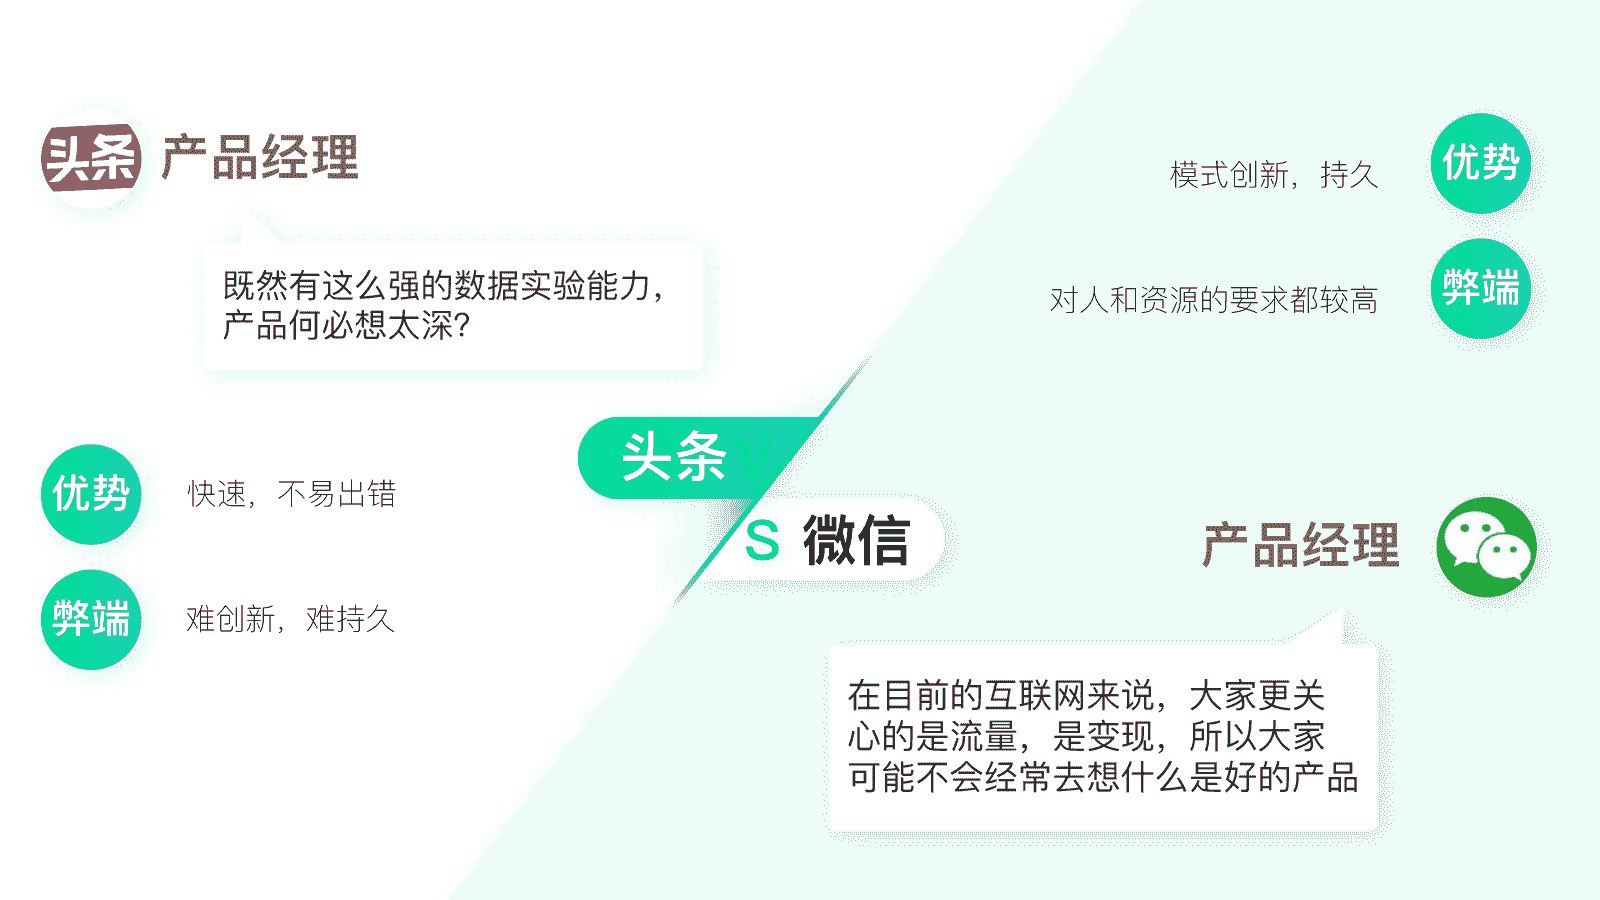 头条 产品经理
既然有这么强的数据实验能力，
产品何必想太深？
优势 快速，不易出错
弊端 难创新，难持久
头条 V
S 微信
模式创新，持久 优势
对人和资源的要求都较高 弊端
产品经理
在目前的互联网来说，大家更关
心的是流量，是变现，所以大家
可能不会经常去想什么是好的产品